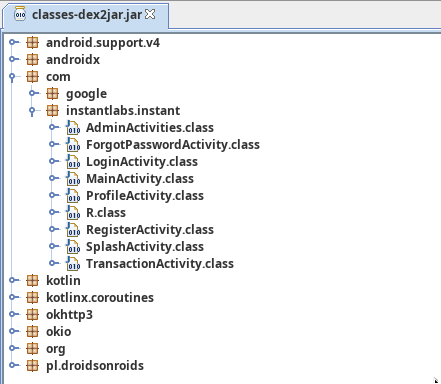 classes-dex2jar.jar
android.support.v4
androidx
com
google
instantlabs.instant
AdminActivities.class
ForgotPasswordActivity.class
LoginActivity.class
MainActivity.class
ProfileActivity.class
R.class
RegisterActivity.class
SplashActivity.class
TransactionActivity.class
kotlin
kotlinx.coroutines
okhttp3
okio
org
pl.droidsonroids